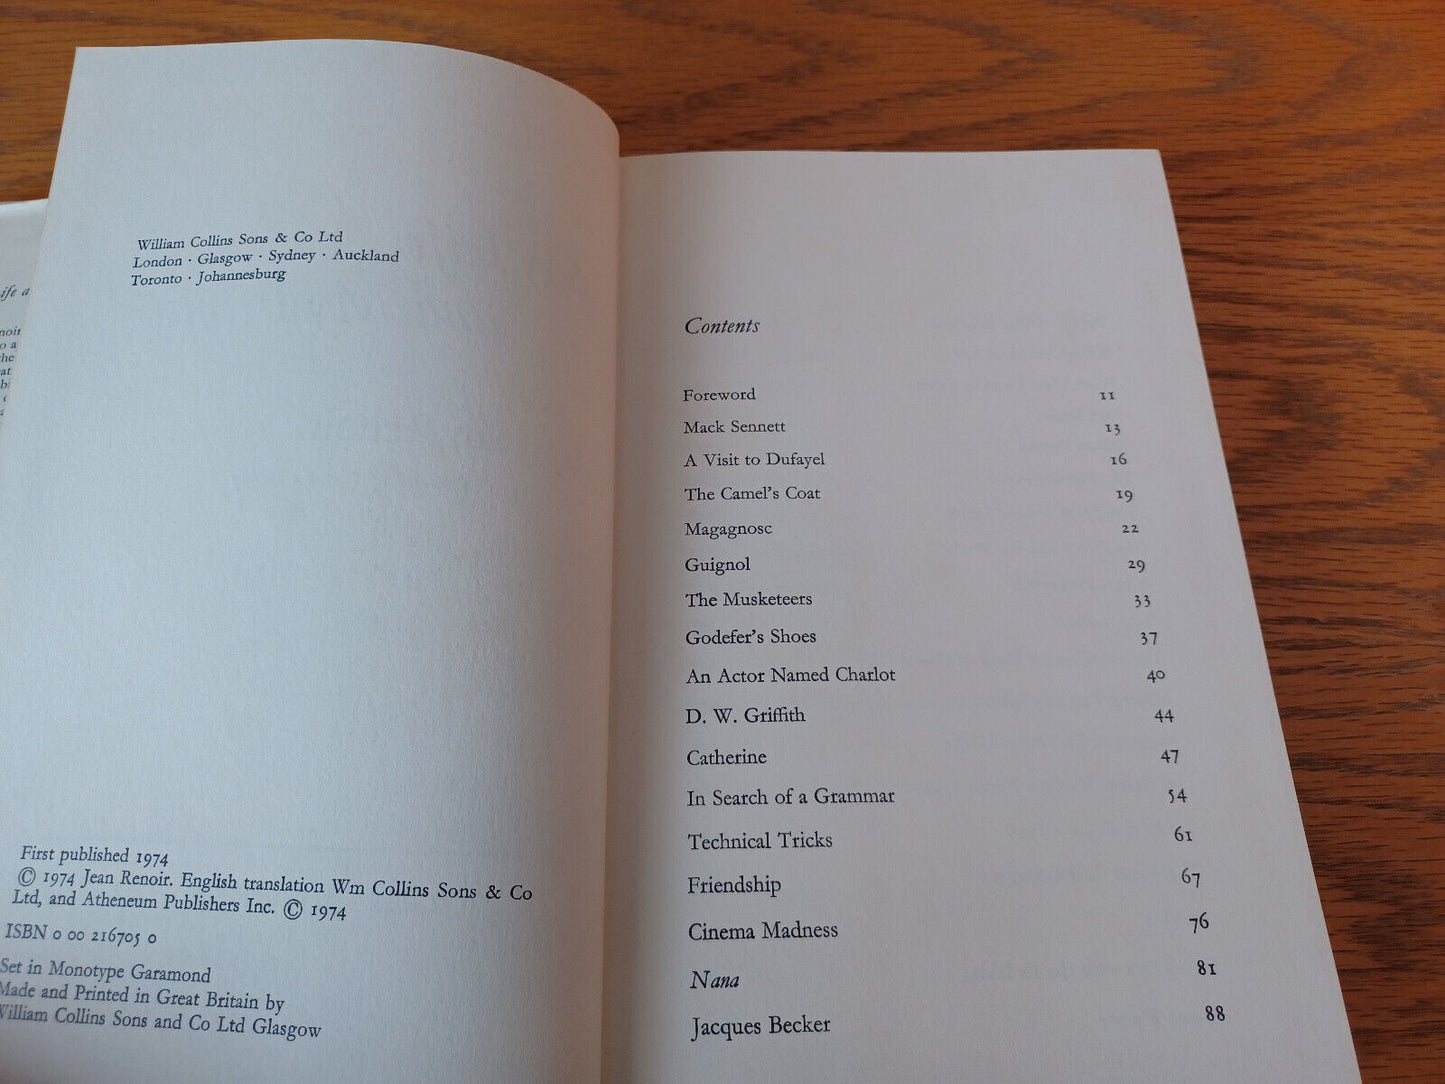 ife a
noir
o a
the
at
b
William Collins Sons & Co Ltd
London · Glasgow · Sydney · Auckland
Toronto · Johannesburg
First published 1974
© 1974 Jean Renoir. English translation Wm Collins Sons & Co
Ltd, and Atheneum Publishers Inc. © 1974
ISBN 0 00 216705 0
Set in Monotype Garamond
Made and Printed in Great Britain by
William Collins Sons and Co Ltd Glasgow
Contents
Foreword 11
Mack Sennett 13
A Visit to Dufayel 16
The Camel's Coat 19
Magagnosc 22
Guignol 29
The Musketeers 33
Godefer's Shoes 37
An Actor Named Charlot 40
D. W. Griffith 44
Catherine 47
In Search of a Grammar 54
Technical Tricks 61
Friendship 67
Cinema Madness 76
Nana 81
Jacques Becker 88